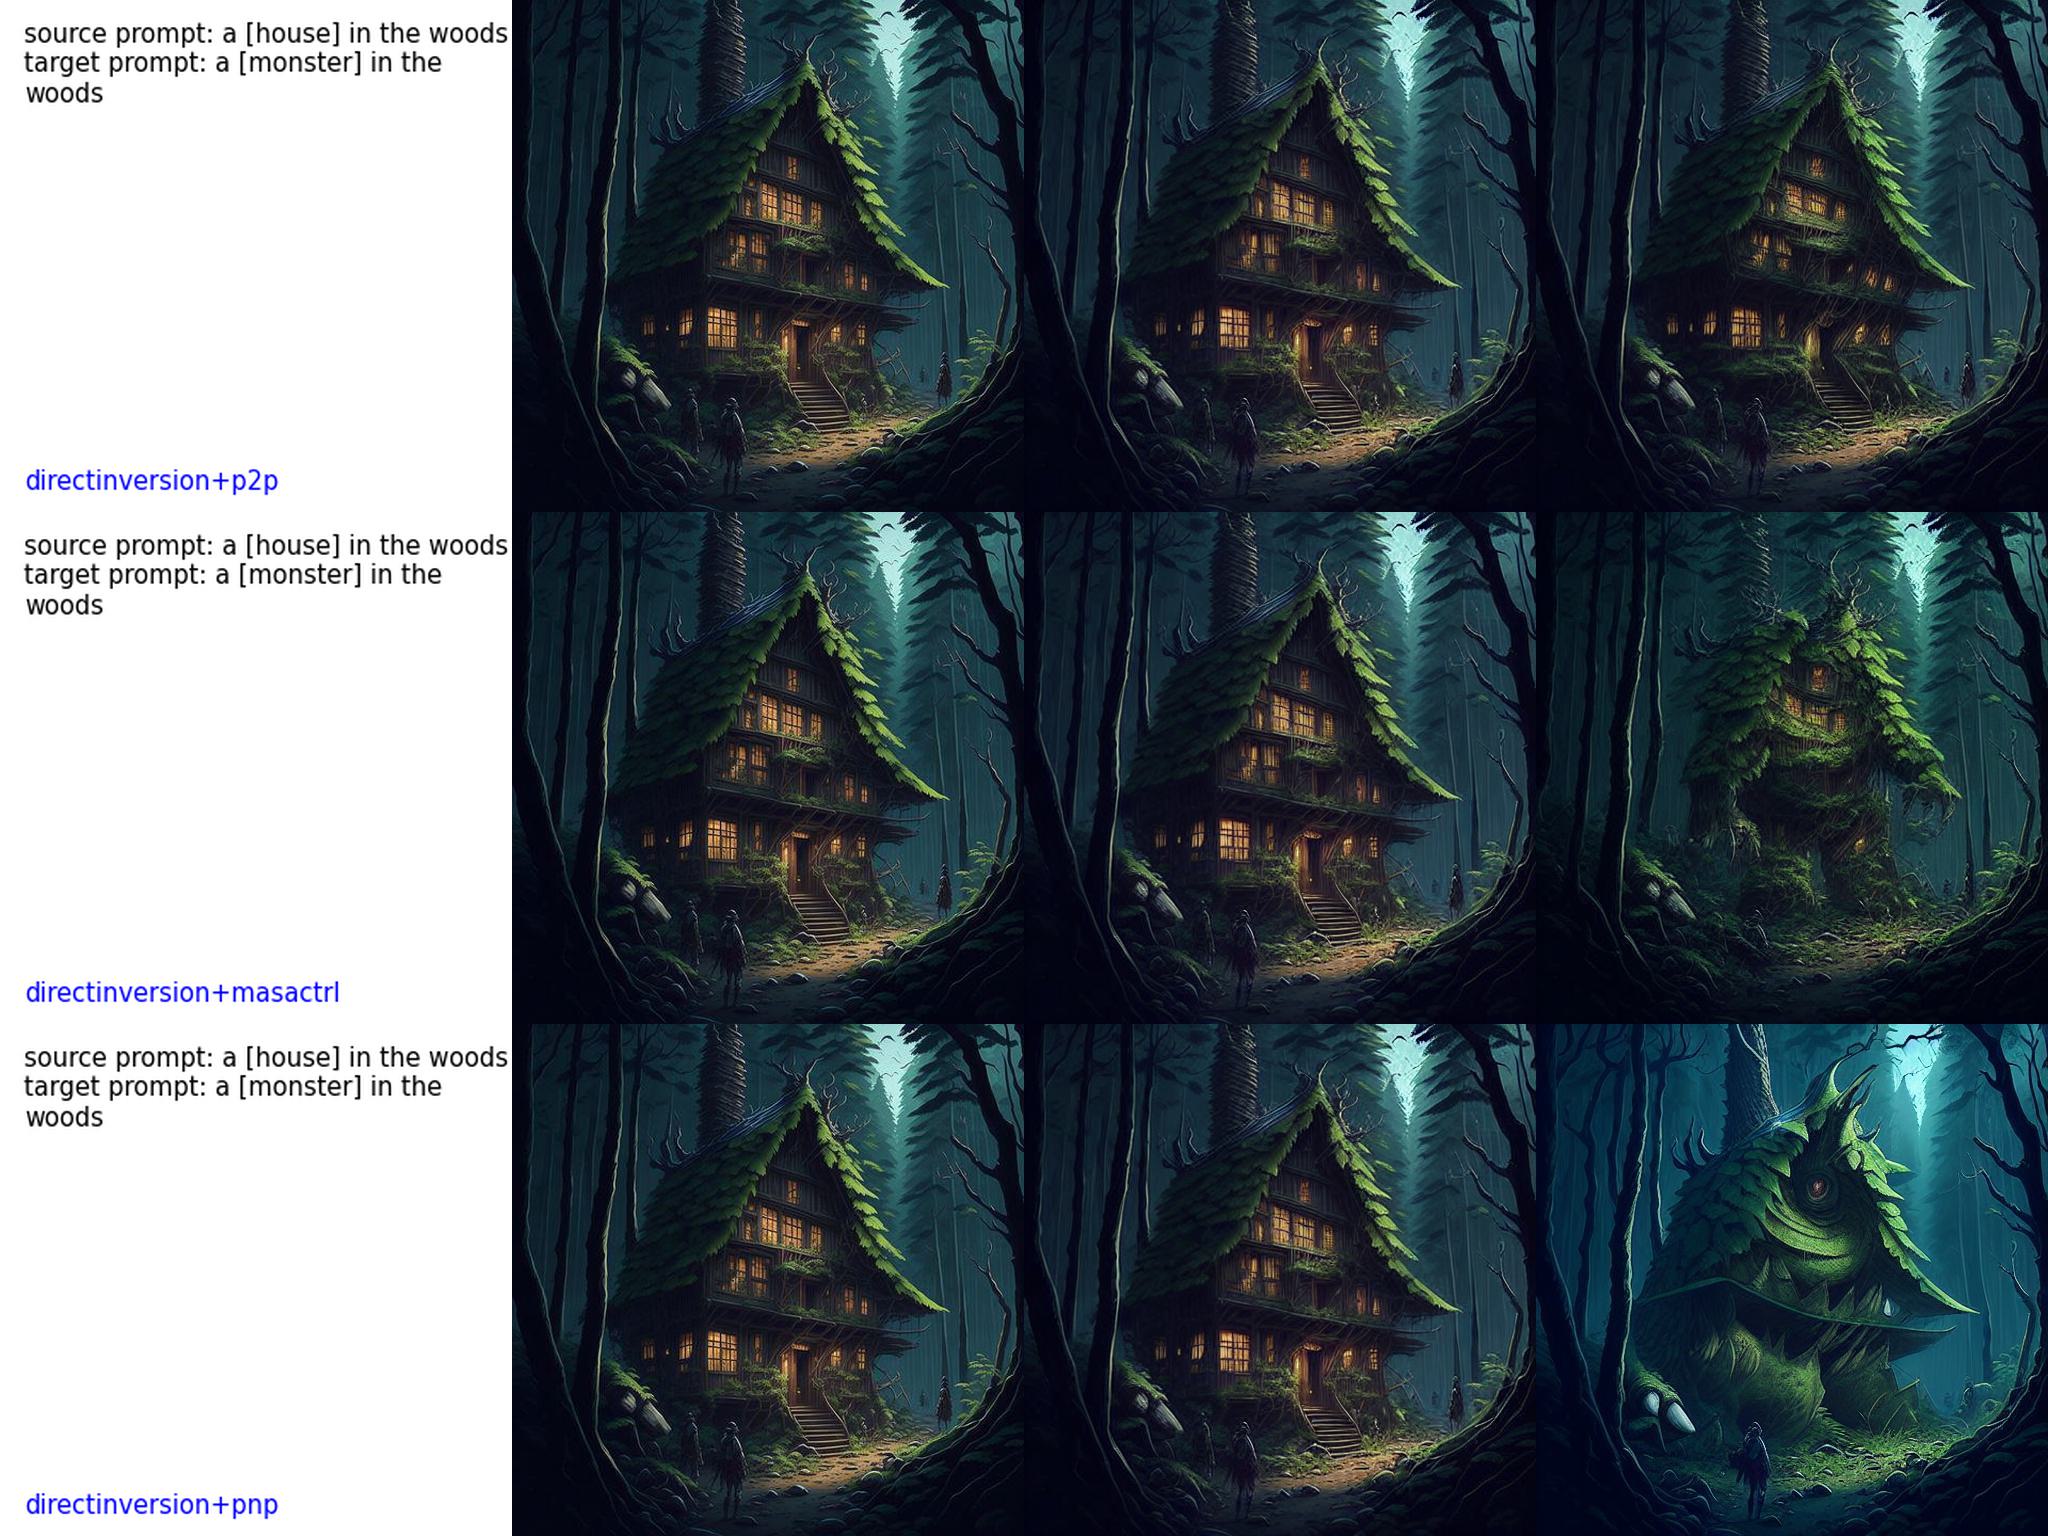 source prompt: a [house] in the woods
target prompt: a [monster] in the
woods
directinversion+p2p
source prompt: a [house] in the woods
target prompt: a [monster] in the
woods
directinversion+masactrl
source prompt: a [house] in the woods
target prompt: a [monster] in the
woods
directinversion+pnp